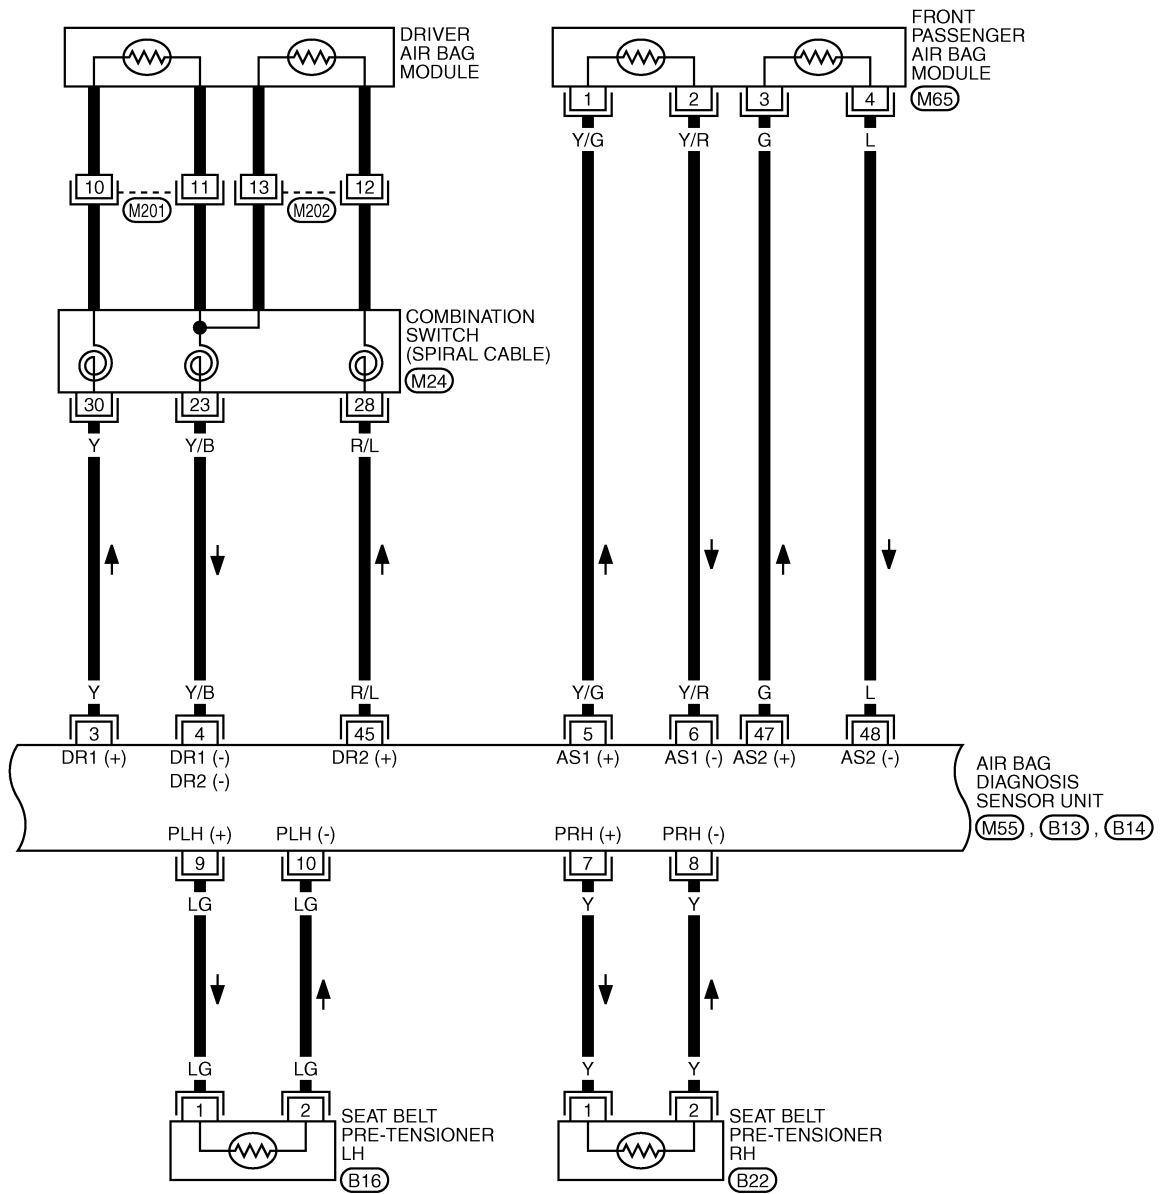 DRIVER
AIR BAG
MODULE
FRONT
PASSENGER
AIR BAG
MODULE
M65
1 2 3 4
Y/G Y/R G L
10 11 13 12
M201 M202
COMBINATION
SWITCH
(SPIRAL CABLE)
M24
30 23 28
Y Y/B R/L
Y Y/B R/L Y/G Y/R G L
3 4 45 5 6 47 48
DR1 (+) DR1 (-) DR2 (+) AS1 (+) AS1 (-) AS2 (+) AS2 (-)
DR2 (-)
AIR BAG
DIAGNOSIS
SENSOR UNIT
M55 , B13 , B14
PLH (+) PLH (-) PRH (+) PRH (-)
9 10 7 8
LG LG Y Y
LG LG Y Y
1 2 1 2
SEAT BELT
PRE-TENSIONER
LH
B16
SEAT BELT
PRE-TENSIONER
RH
B22